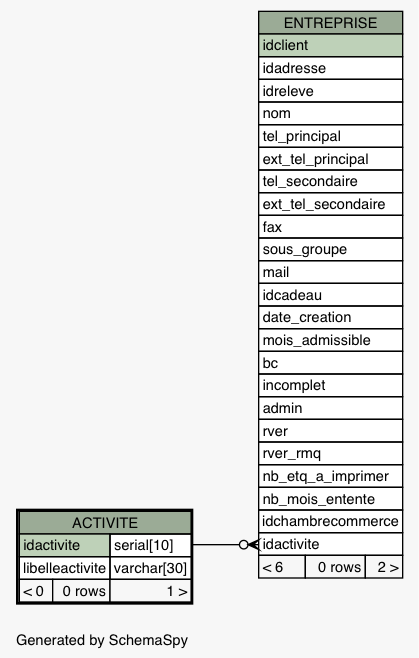 ENTREPRISE
idclient
idadresse
idreleve
nom
tel_principal
ext_tel_principal
tel_secondaire
ext_tel_secondaire
fax
sous_groupe
mail
idcadeau
date_creation
mois_admissible
bc
incomplet
admin
rver
rver_rmq
nb_etq_a_imprimer
nb_mois_entente
idchambrecommerce
idactivite
< 6 0 rows 2 >
ACTIVITE
idactivite serial[10]
libelleactivite varchar[30]
< 0 0 rows 1 >
Generated by SchemaSpy